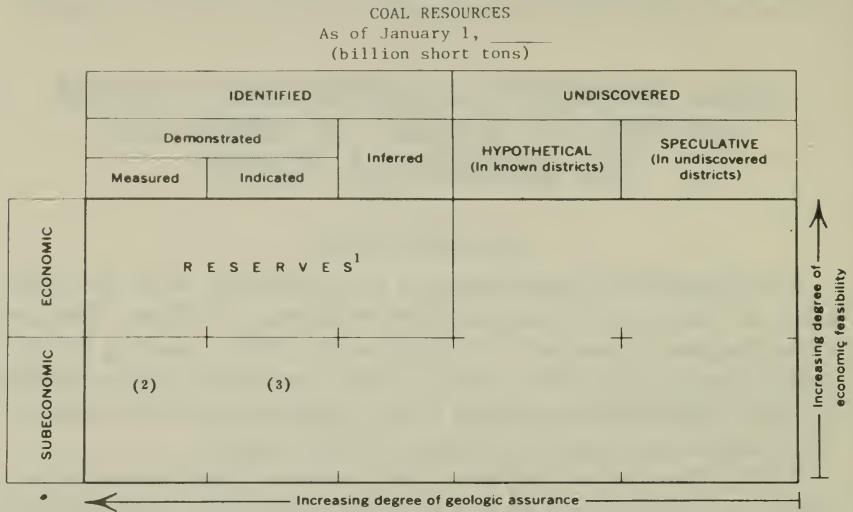 COAL RESOURCES
As of January 1, ______
(billion short tons)
IDENTIFIED
UNDISCOVERED
Demonstrated
Inferred
HYPOTHETICAL
(In known districts)
SPECULATIVE
(In undiscovered
districts)
Measured
Indicated
ECONOMIC
R E S E R V E S¹
SUBECONOMIC
(2)
(3)
Increasing degree of
economic feasibility
Increasing degree of geologic assurance